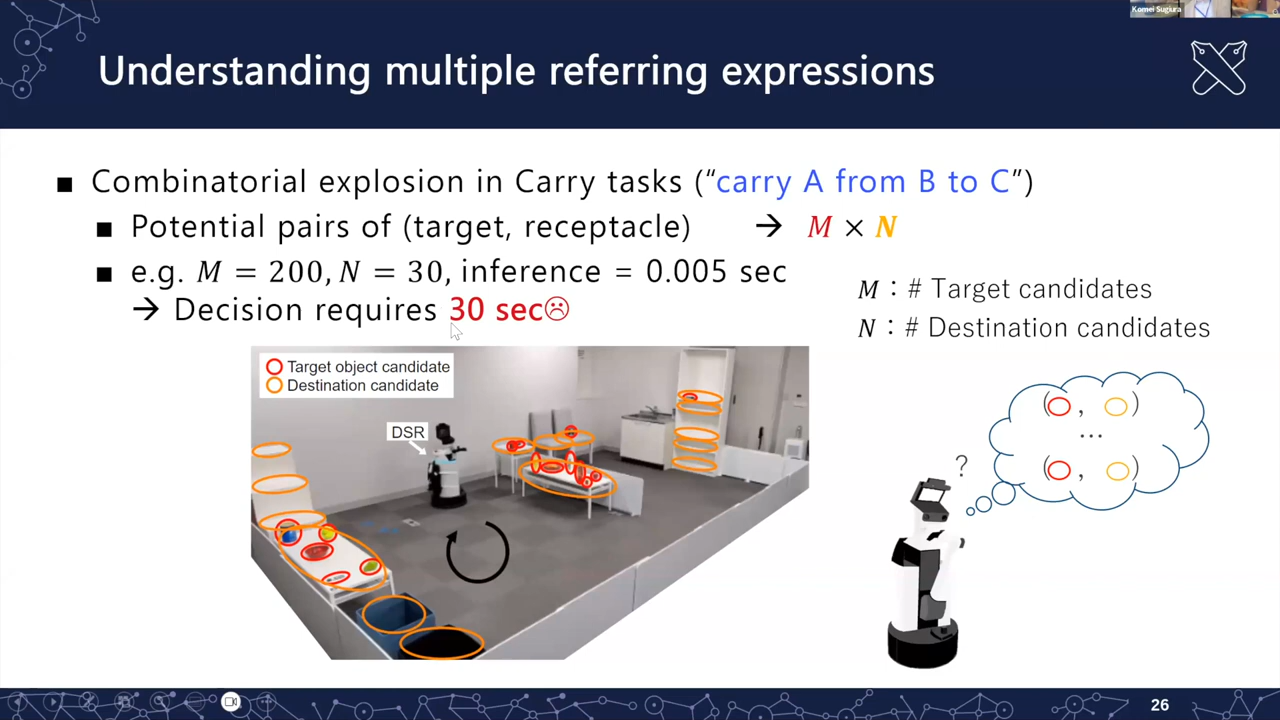 Komei Sugiura
Understanding multiple referring expressions
■ Combinatorial explosion in Carry tasks (“carry A from B to C”)
■ Potential pairs of (target, receptacle) → M × N
■ e.g. M = 200, N = 30, inference = 0.005 sec
→ Decision requires 30 sec☹
M : # Target candidates
N : # Destination candidates
Target object candidate
Destination candidate
DSR
( , )
...
( , )
?
26